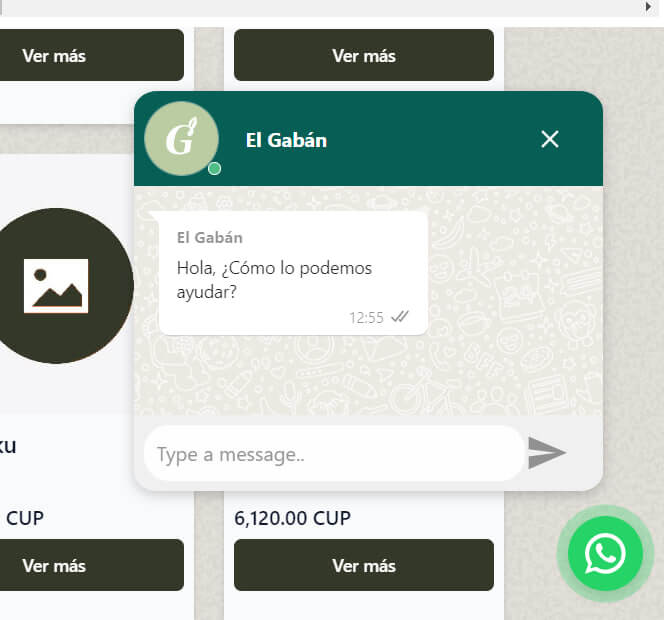 Ver más
Ver más
G
El Gabán
El Gabán
Hola, ¿Cómo lo podemos
ayudar?
12:55
Type a message..
CUP
6,120.00 CUP
Ver más
Ver más